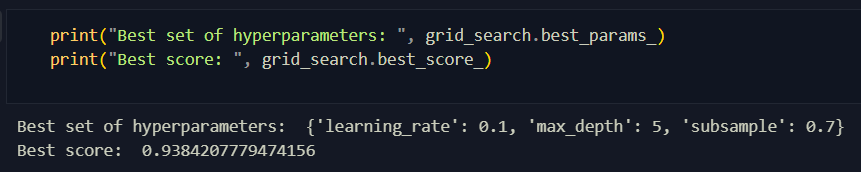 print("Best set of hyperparameters: ", grid_search.best_params_)
print("Best score: ", grid_search.best_score_)
Best set of hyperparameters:  {'learning_rate': 0.1, 'max_depth': 5, 'subsample': 0.7}
Best score:  0.9384207779474156